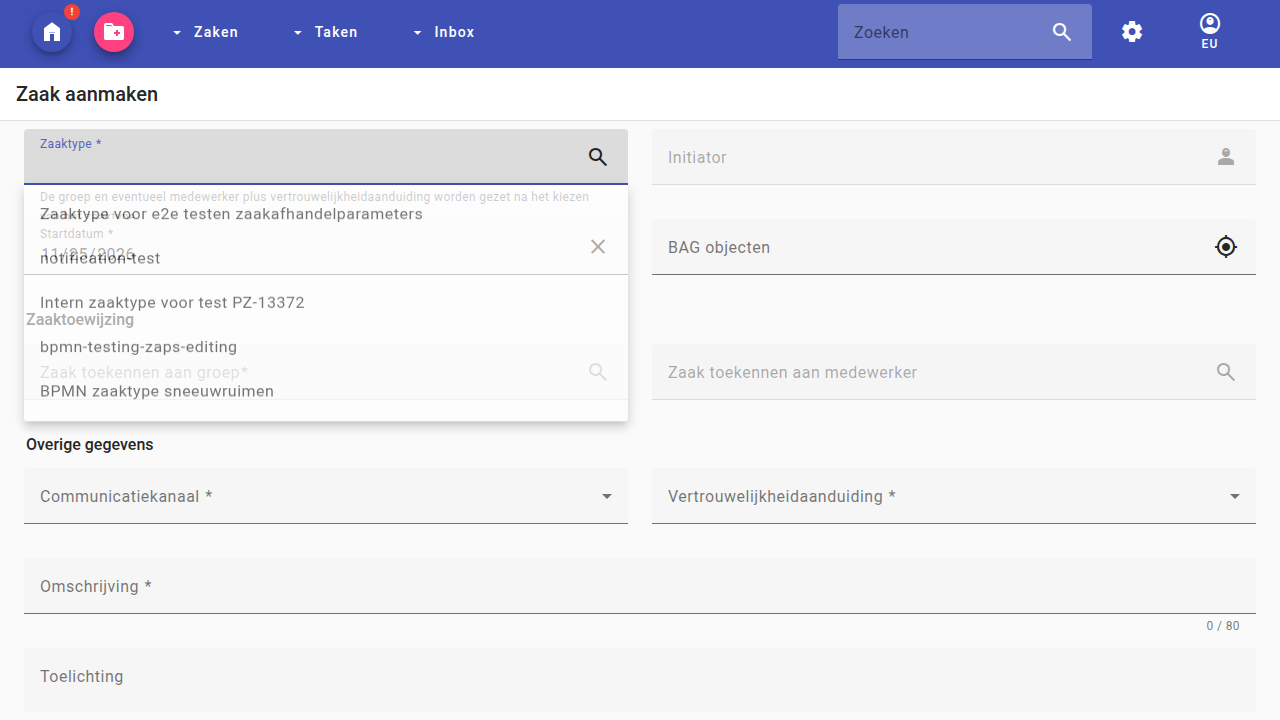 !
Zaken
Taken
Inbox
Zoeken
EU
Zaak aanmaken
Zaaktype *
Initiator
De groep en eventueel medewerker plus vertrouwelijkheidaanduiding worden gezet na het kiezen
Zaaktype voor e2e testen zaakafhandelparameters
Startdatum *
11/25/2026
notification-test
BAG objecten
Intern zaaktype voor test PZ-13372
Zaaktoewijzing
bpmn-testing-zaps-editing
Zaak toekennen aan groep*
Zaak toekennen aan medewerker
BPMN zaaktype sneeuwruimen
Overige gegevens
Communicatiekanaal *
Vertrouwelijkheidaanduiding *
Omschrijving *
0 / 80
Toelichting